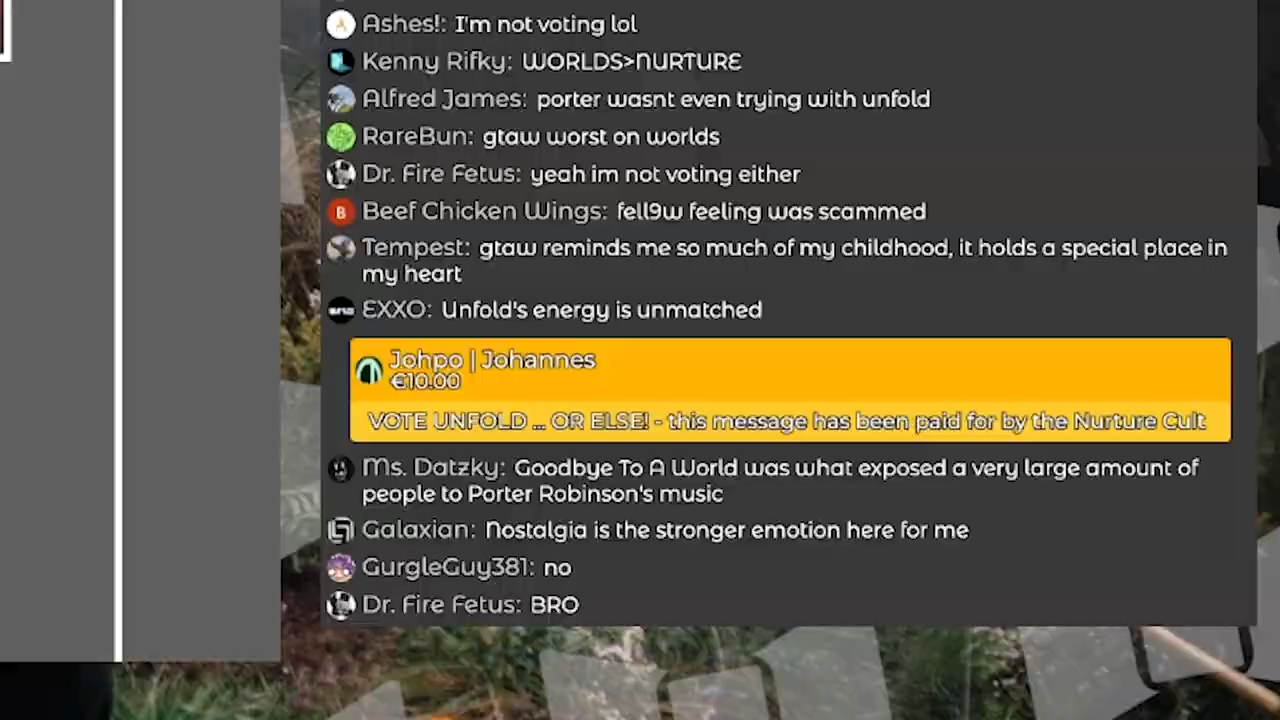 Ashes!: I'm not voting lol
Kenny Rifky: WORLDS>NURTURE
Alfred James: porter wasnt even trying with unfold
RareBun: gtaw worst on worlds
Dr. Fire Fetus: yeah im not voting either
B Beef Chicken Wings: fell9w feeling was scammed
Tempest: gtaw reminds me so much of my childhood, it holds a special place in
my heart
EXXO: Unfold's energy is unmatched
Johpo | Johannes
€10.00
VOTE UNFOLD ... OR ELSE! - this message has been paid for by the Nurture Cult
Ms. Datzky: Goodbye To A World was what exposed a very large amount of
people to Porter Robinson's music
Galaxian: Nostalgia is the stronger emotion here for me
GurgleGuy381: no
Dr. Fire Fetus: BRO